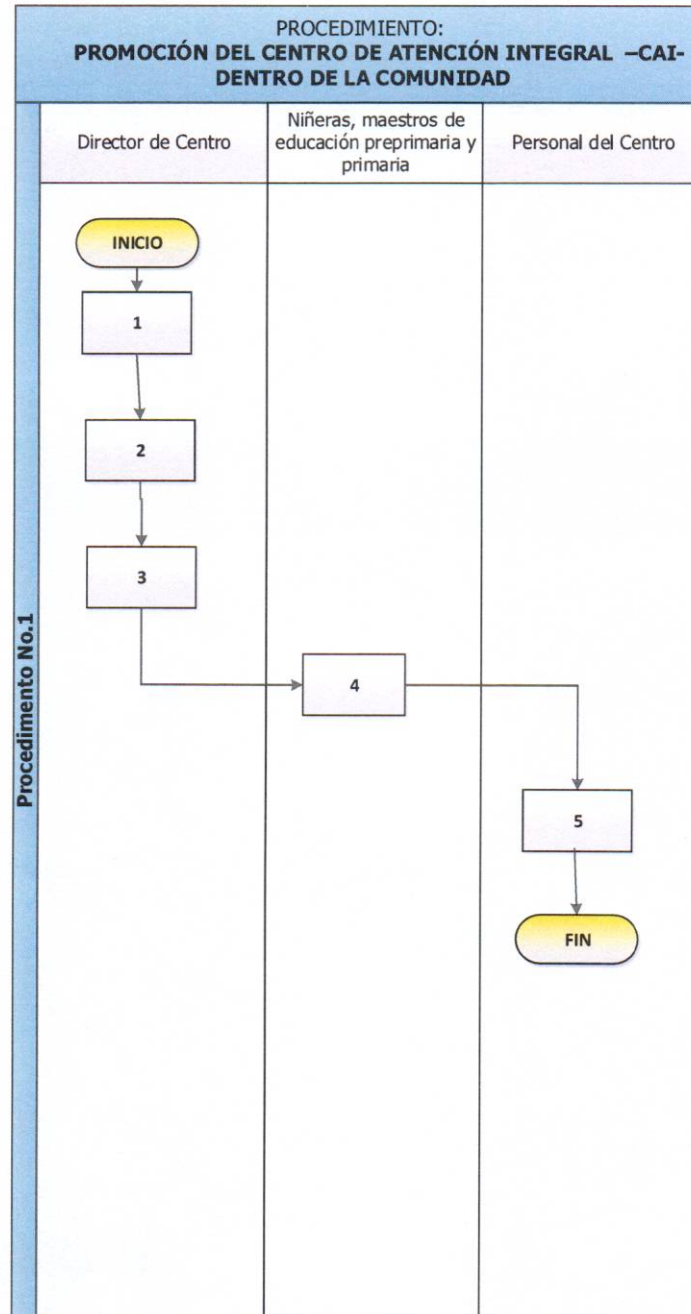 PROCEDIMIENTO:
PROMOCIÓN DEL CENTRO DE ATENCIÓN INTEGRAL –CAI-
DENTRO DE LA COMUNIDAD
Procedimento No.1
Director de Centro
Niñeras, maestros de
educación preprimaria y
primaria
Personal del Centro
INICIO
1
2
3
4
5
FIN